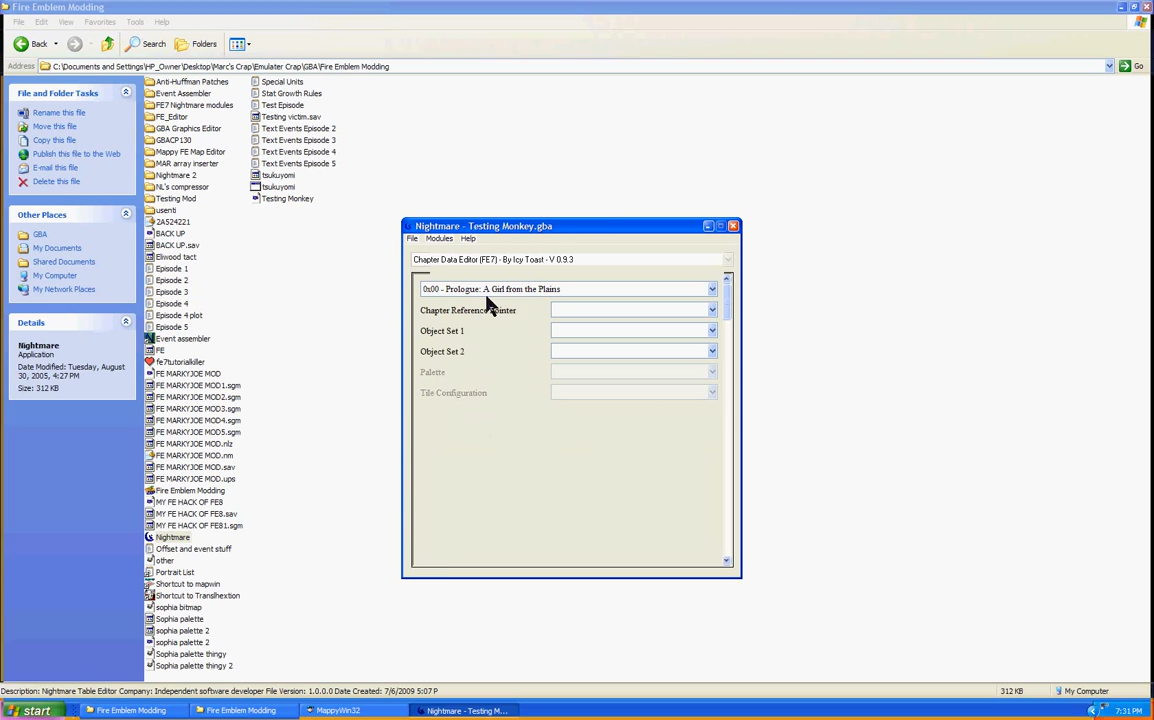 Fire Emblem Modding
File Edit View Favorites Tools Help
Back Search Folders
Address C:\Documents and Settings\HP_Owner\Desktop\Marc's Crap\Emulater Crap\GBA\Fire Emblem Modding Go
File and Folder Tasks
Rename this file
Move this file
Copy this file
Publish this file to the Web
E-mail this file
Delete this file
Other Places
GBA
My Documents
Shared Documents
My Computer
My Network Places
Details
Nightmare
Application
Date Modified: Tuesday, August 30, 2005, 4:27 PM
Size: 312 KB
Anti-Huffman Patches
Event Assembler
FE7 Nightmare modules
FE_Editor
GBA Graphics Editor
GBACP130
Mappy FE Map Editor
MAR array inserter
Nightmare 2
NL's compressor
Testing Mod
usenti
2A524221
BACK UP
BACK UP.sav
Eliwood tact
Episode 1
Episode 2
Episode 3
Episode 4
Episode 4 plot
Episode 5
Event assembler
FE
fe7tutorialkiller
FE MARKYJOE MOD
FE MARKYJOE MOD1.sgm
FE MARKYJOE MOD2.sgm
FE MARKYJOE MOD3.sgm
FE MARKYJOE MOD4.sgm
FE MARKYJOE MOD5.sgm
FE MARKYJOE MOD.nlz
FE MARKYJOE MOD.nm
FE MARKYJOE MOD.sav
FE MARKYJOE MOD.ups
Fire Emblem Modding
MY FE HACK OF FE8
MY FE HACK OF FE8.sav
MY FE HACK OF FE81.sgm
Nightmare
Offset and event stuff
other
Portrait List
Shortcut to mapwin
Shortcut to Translhextion
sophia bitmap
Sophia palette
sophia palette 2
sophia palette 2
Sophia palette thingy
Sophia palette thingy 2
Special Units
Stat Growth Rules
Test Episode
Testing victim.sav
Text Events Episode 2
Text Events Episode 3
Text Events Episode 4
Text Events Episode 5
tsukuyomi
tsukuyomi
Testing Monkey
Nightmare - Testing Monkey.gba
File Modules Help
Chapter Data Editor (FE7) - By Icy Toast - V 0.9.3
0x00 - Prologue: A Girl from the Plains
Chapter Reference Pointer
Object Set 1
Object Set 2
Palette
Tile Configuration
Description: Nightmare Table Editor Company: Independent software developer File Version: 1.0.0.0 Date Created: 7/6/2009 5:07 P 312 KB My Computer
start Fire Emblem Modding Fire Emblem Modding MappyWin32 Nightmare - Testing M... 7:31 PM